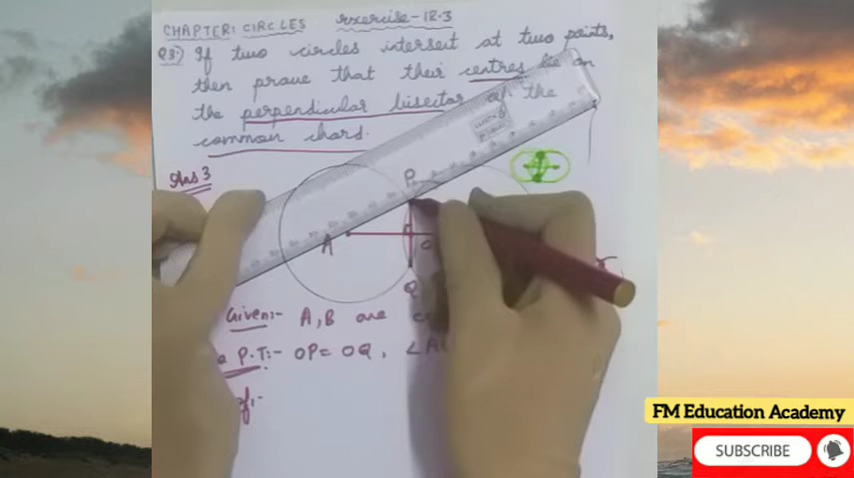 CHAPTER: CIRCLES exercise-12.3
Q3:) If two circles intersect at two points,
then prove that their centres lie on
the perpendicular bisector of the
common chord.
Ans 3
P
A
O
Q
Given:- A, B are
P.T:- OP= OQ,
FM Education Academy
SUBSCRIBE